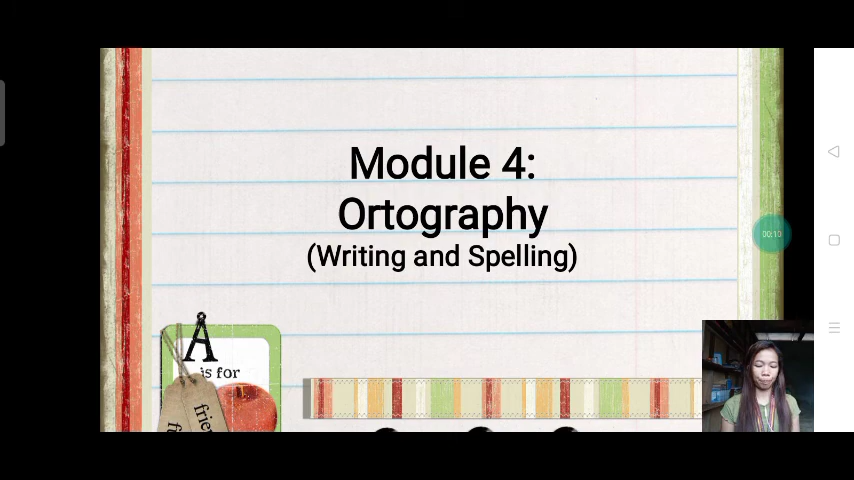 Module 4:
Ortography
(Writing and Spelling)
00:10
A
is for